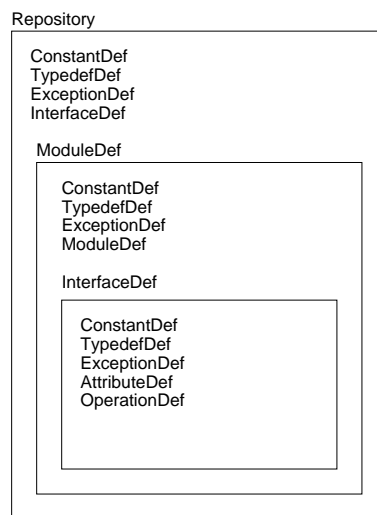 Repository
ConstantDef
TypedefDef
ExceptionDef
InterfaceDef
ModuleDef
ConstantDef
TypedefDef
ExceptionDef
ModuleDef
InterfaceDef
ConstantDef
TypedefDef
ExceptionDef
AttributeDef
OperationDef